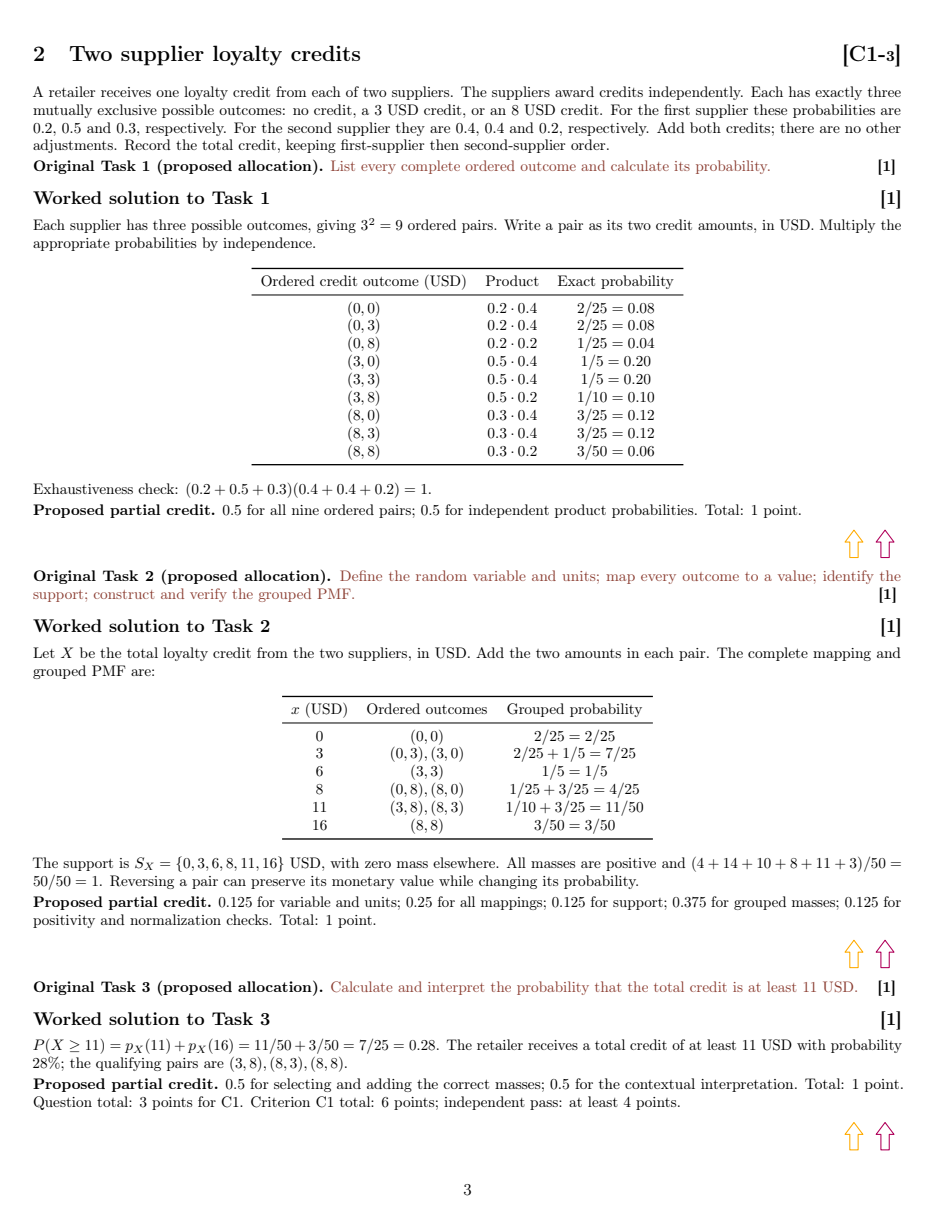 2 Two supplier loyalty credits [C1-3]
A retailer receives one loyalty credit from each of two suppliers. The suppliers award credits independently. Each has exactly three
mutually exclusive possible outcomes: no credit, a 3 USD credit, or an 8 USD credit. For the first supplier these probabilities are
0.2, 0.5 and 0.3, respectively. For the second supplier they are 0.4, 0.4 and 0.2, respectively. Add both credits; there are no other
adjustments. Record the total credit, keeping first-supplier then second-supplier order.
Original Task 1 (proposed allocation). List every complete ordered outcome and calculate its probability. [1]
Worked solution to Task 1 [1]
Each supplier has three possible outcomes, giving 3² = 9 ordered pairs. Write a pair as its two credit amounts, in USD. Multiply the
appropriate probabilities by independence.
Ordered credit outcome (USD) Product Exact probability
(0, 0) 0.2 · 0.4 2/25 = 0.08
(0, 3) 0.2 · 0.4 2/25 = 0.08
(0, 8) 0.2 · 0.2 1/25 = 0.04
(3, 0) 0.5 · 0.4 1/5 = 0.20
(3, 3) 0.5 · 0.4 1/5 = 0.20
(3, 8) 0.5 · 0.2 1/10 = 0.10
(8, 0) 0.3 · 0.4 3/25 = 0.12
(8, 3) 0.3 · 0.4 3/25 = 0.12
(8, 8) 0.3 · 0.2 3/50 = 0.06
Exhaustiveness check: (0.2 + 0.5 + 0.3)(0.4 + 0.4 + 0.2) = 1.
Proposed partial credit. 0.5 for all nine ordered pairs; 0.5 for independent product probabilities. Total: 1 point.
Original Task 2 (proposed allocation). Define the random variable and units; map every outcome to a value; identify the
support; construct and verify the grouped PMF. [1]
Worked solution to Task 2 [1]
Let X be the total loyalty credit from the two suppliers, in USD. Add the two amounts in each pair. The complete mapping and
grouped PMF are:
x (USD) Ordered outcomes Grouped probability
0 (0, 0) 2/25 = 2/25
3 (0, 3), (3, 0) 2/25 + 1/5 = 7/25
6 (3, 3) 1/5 = 1/5
8 (0, 8), (8, 0) 1/25 + 3/25 = 4/25
11 (3, 8), (8, 3) 1/10 + 3/25 = 11/50
16 (8, 8) 3/50 = 3/50
The support is S_X = {0, 3, 6, 8, 11, 16} USD, with zero mass elsewhere. All masses are positive and (4 + 14 + 10 + 8 + 11 + 3)/50 =
50/50 = 1. Reversing a pair can preserve its monetary value while changing its probability.
Proposed partial credit. 0.125 for variable and units; 0.25 for all mappings; 0.125 for support; 0.375 for grouped masses; 0.125 for
positivity and normalization checks. Total: 1 point.
Original Task 3 (proposed allocation). Calculate and interpret the probability that the total credit is at least 11 USD. [1]
Worked solution to Task 3 [1]
P(X ≥ 11) = p_X(11) + p_X(16) = 11/50 + 3/50 = 7/25 = 0.28. The retailer receives a total credit of at least 11 USD with probability
28%; the qualifying pairs are (3, 8), (8, 3), (8, 8).
Proposed partial credit. 0.5 for selecting and adding the correct masses; 0.5 for the contextual interpretation. Total: 1 point.
Question total: 3 points for C1. Criterion C1 total: 6 points; independent pass: at least 4 points.
3